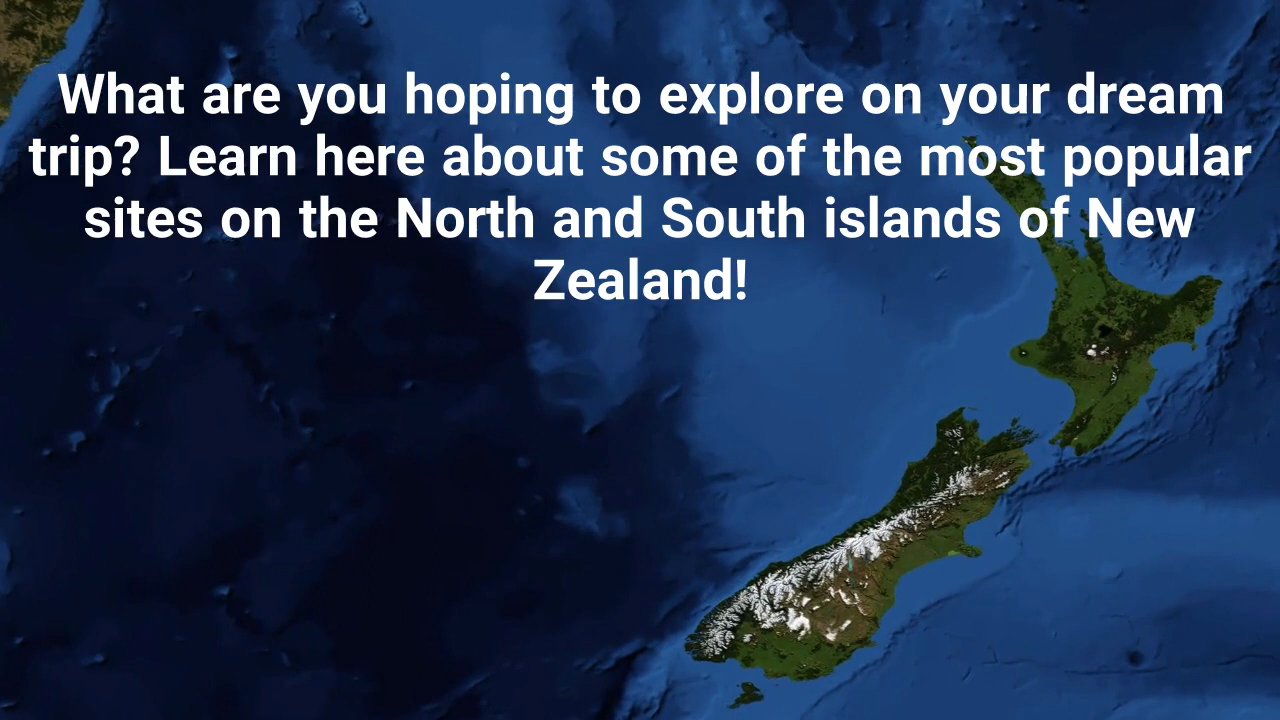 What are you hoping to explore on your dream
trip? Learn here about some of the most popular
sites on the North and South islands of New
Zealand!